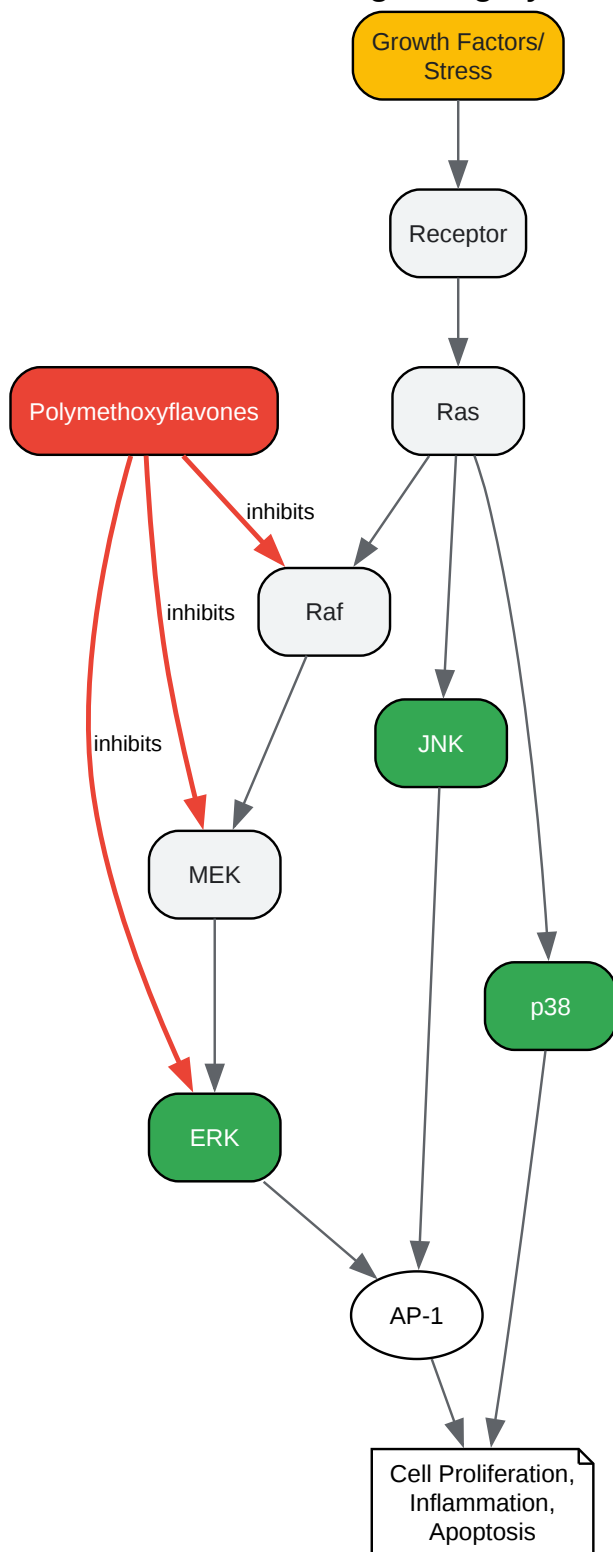 Growth Factors/
Stress
Receptor
Polymethoxyflavones
Ras
inhibits
Raf
inhibits
JNK
inhibits
MEK
p38
ERK
AP-1
Cell Proliferation,
Inflammation,
Apoptosis